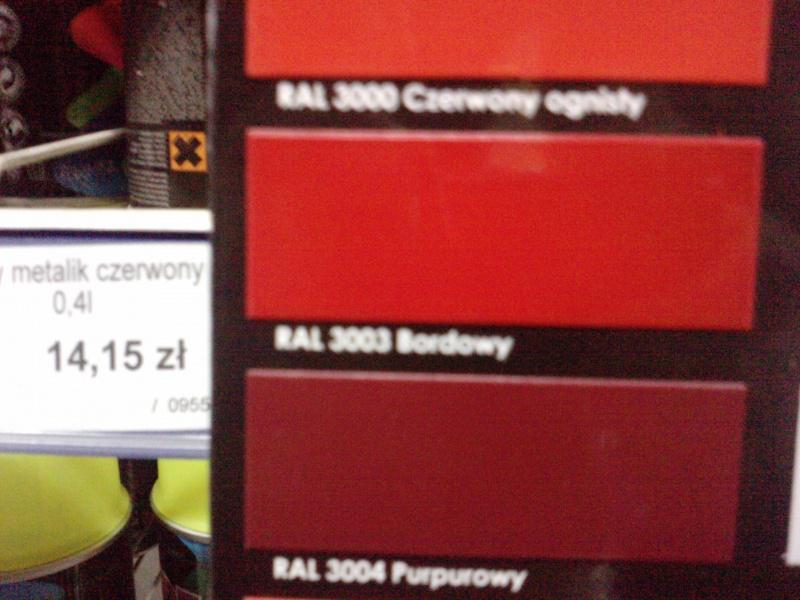 RAL 3000 Czerwony ognisty
RAL 3003 Bordowy
RAL 3004 Purpurowy
metalik czerwony
0,4l
14,15 zł
/ 0955